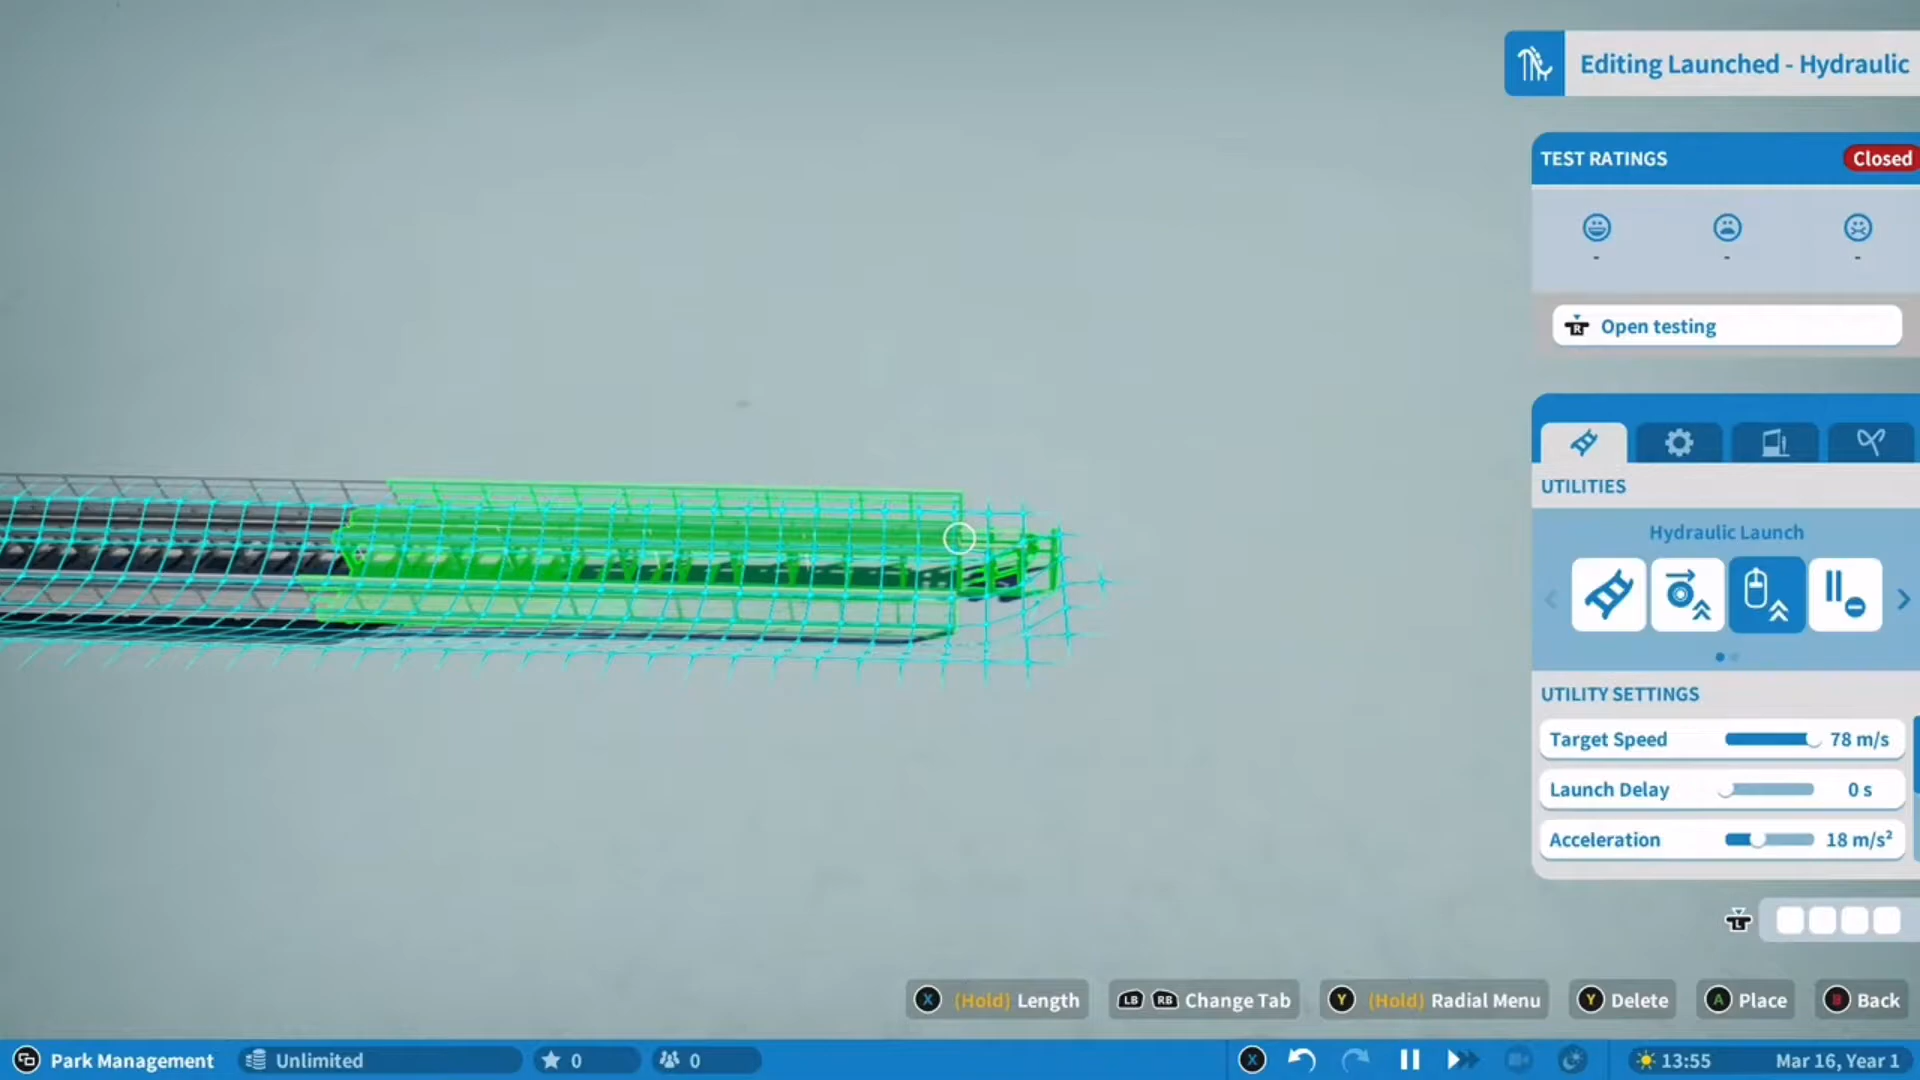 Editing Launched - Hydraulic
TEST RATINGS
Closed
- - -
R Open testing
UTILITIES
Hydraulic Launch
UTILITY SETTINGS
Target Speed 78 m/s
Launch Delay 0 s
Acceleration 18 m/s²
L
X (Hold) Length
LB RB Change Tab
Y (Hold) Radial Menu
Y Delete
A Place
B Back
Park Management
Unlimited
0
0
X
13:55
Mar 16, Year 1